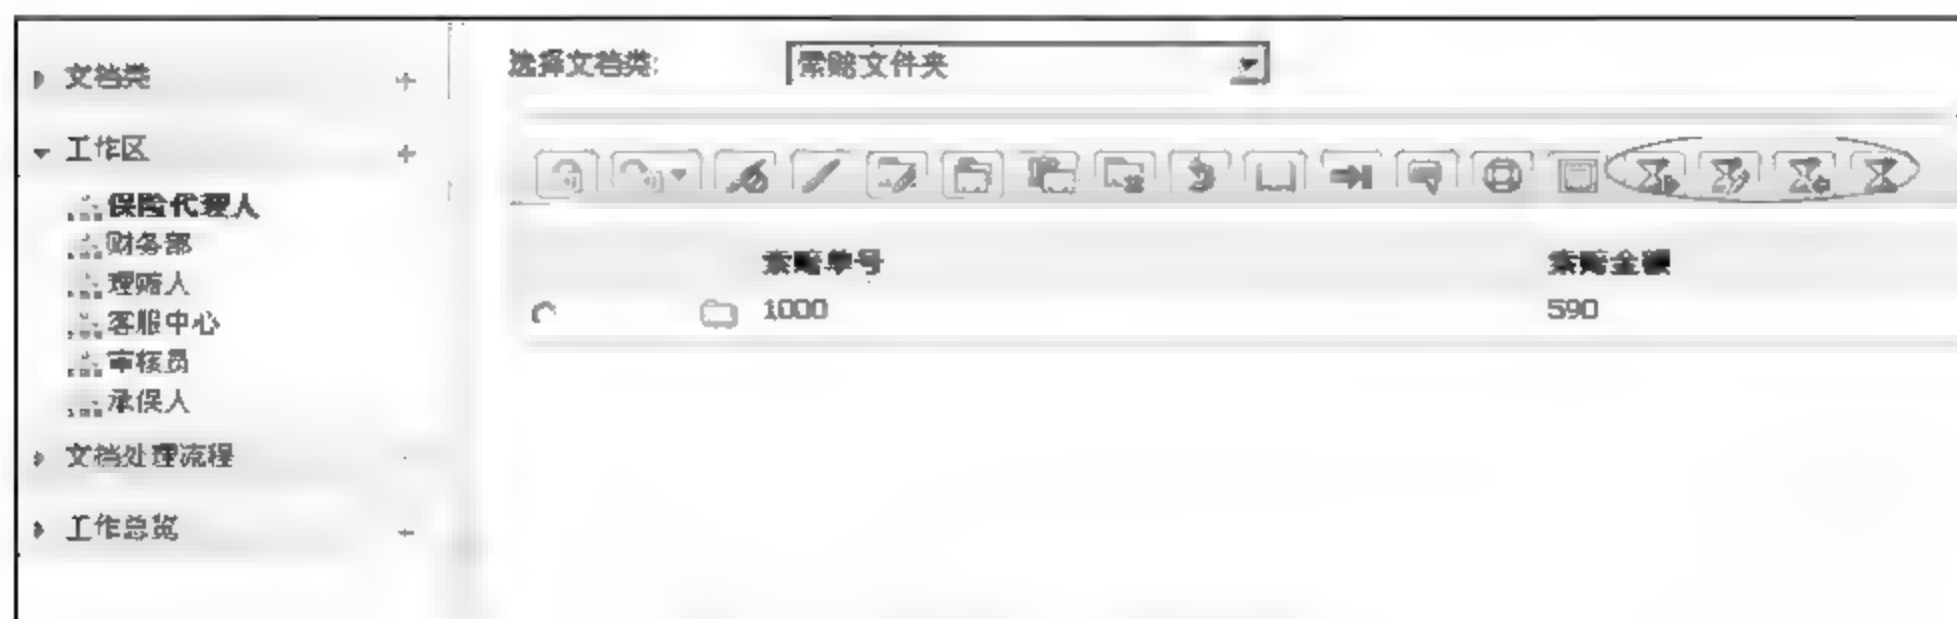 文档类
工作区
保险代理人
财务部
理赔人
客服中心
审核员
承保人
文档处理流程
工作总览
选择文档类: 索赔文件夹
索赔单号 索赔金额
1000 590